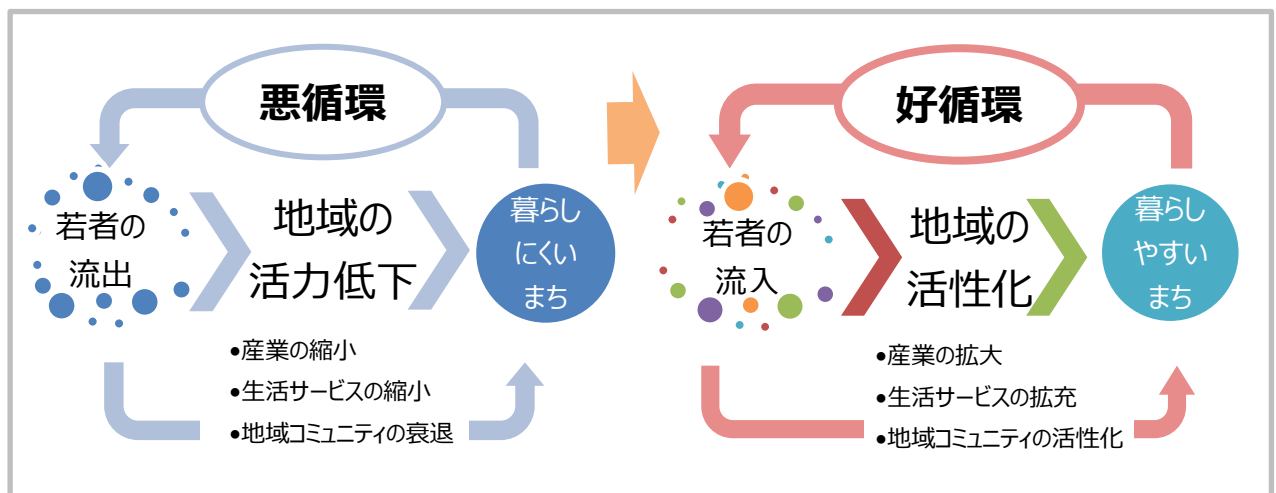 悪循環
若者の
流出
地域の
活力低下
暮らし
にくい
まち
•産業の縮小
•生活サービスの縮小
•地域コミュニティの衰退
好循環
若者の
流入
地域の
活性化
暮らし
やすい
まち
•産業の拡大
•生活サービスの拡充
•地域コミュニティの活性化